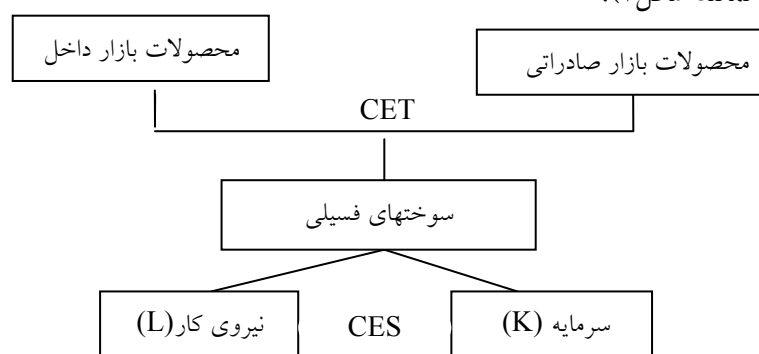 محصولات بازار صادراتی
محصولات بازار داخل
CET
سوختهای فسیلی
سرمایه (K)
CES
نیروی کار(L)